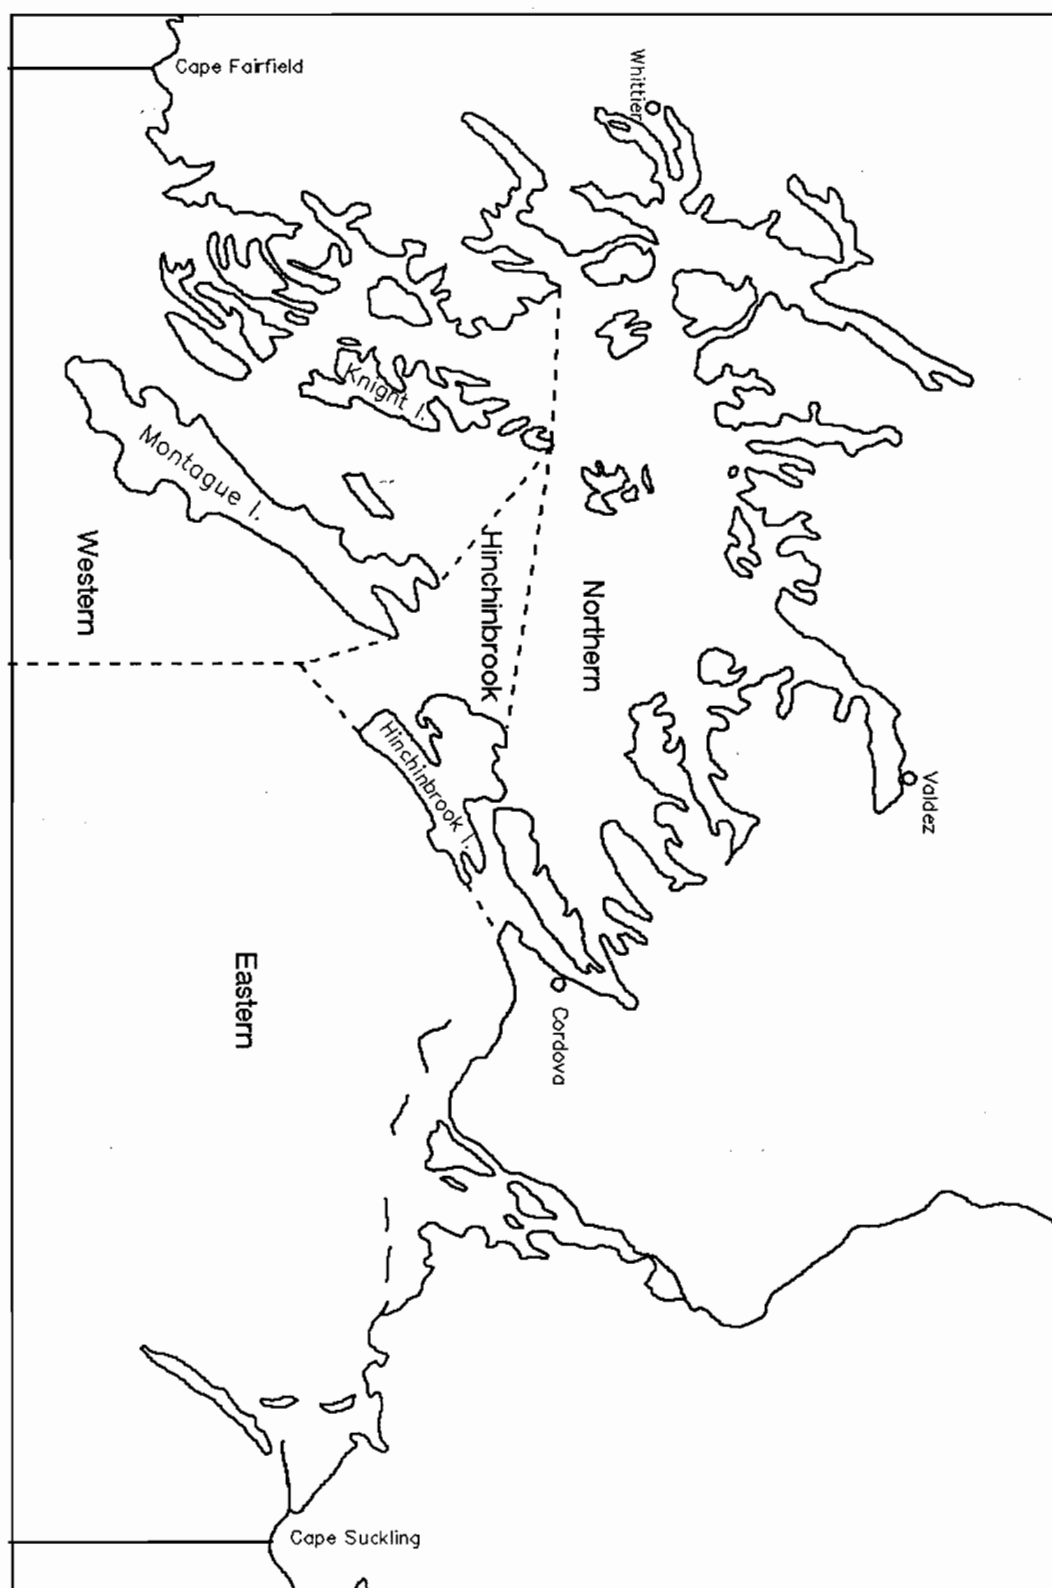 Cape Fairfield
Whittier
Knight I.
Montague I.
Western
Hinchinbrook
Northern
Hinchinbrook I.
Valdez
Eastern
Cordova
Cape Suckling